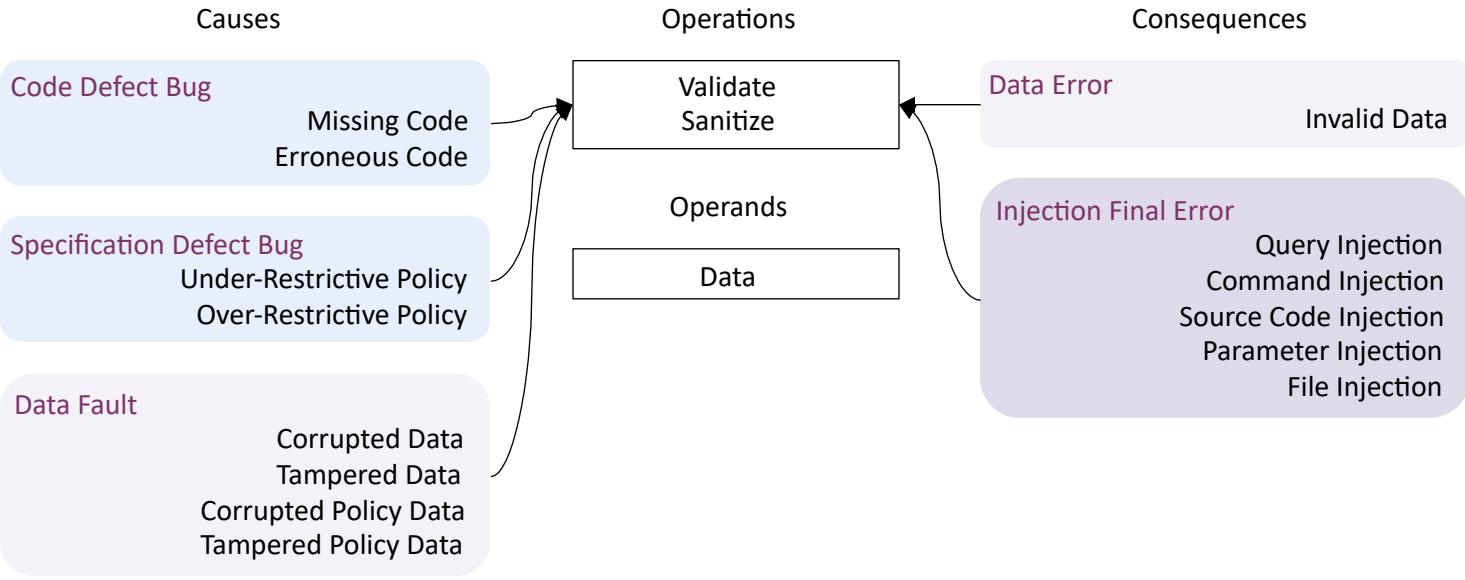 Causes
Code Defect Bug
Missing Code
Erroneous Code
Specification Defect Bug
Under-Restrictive Policy
Over-Restrictive Policy
Data Fault
Corrupted Data
Tampered Data
Corrupted Policy Data
Tampered Policy Data
Operations
Validate
Sanitize
Operands
Data
Consequences
Data Error
Invalid Data
Injection Final Error
Query Injection
Command Injection
Source Code Injection
Parameter Injection
File Injection